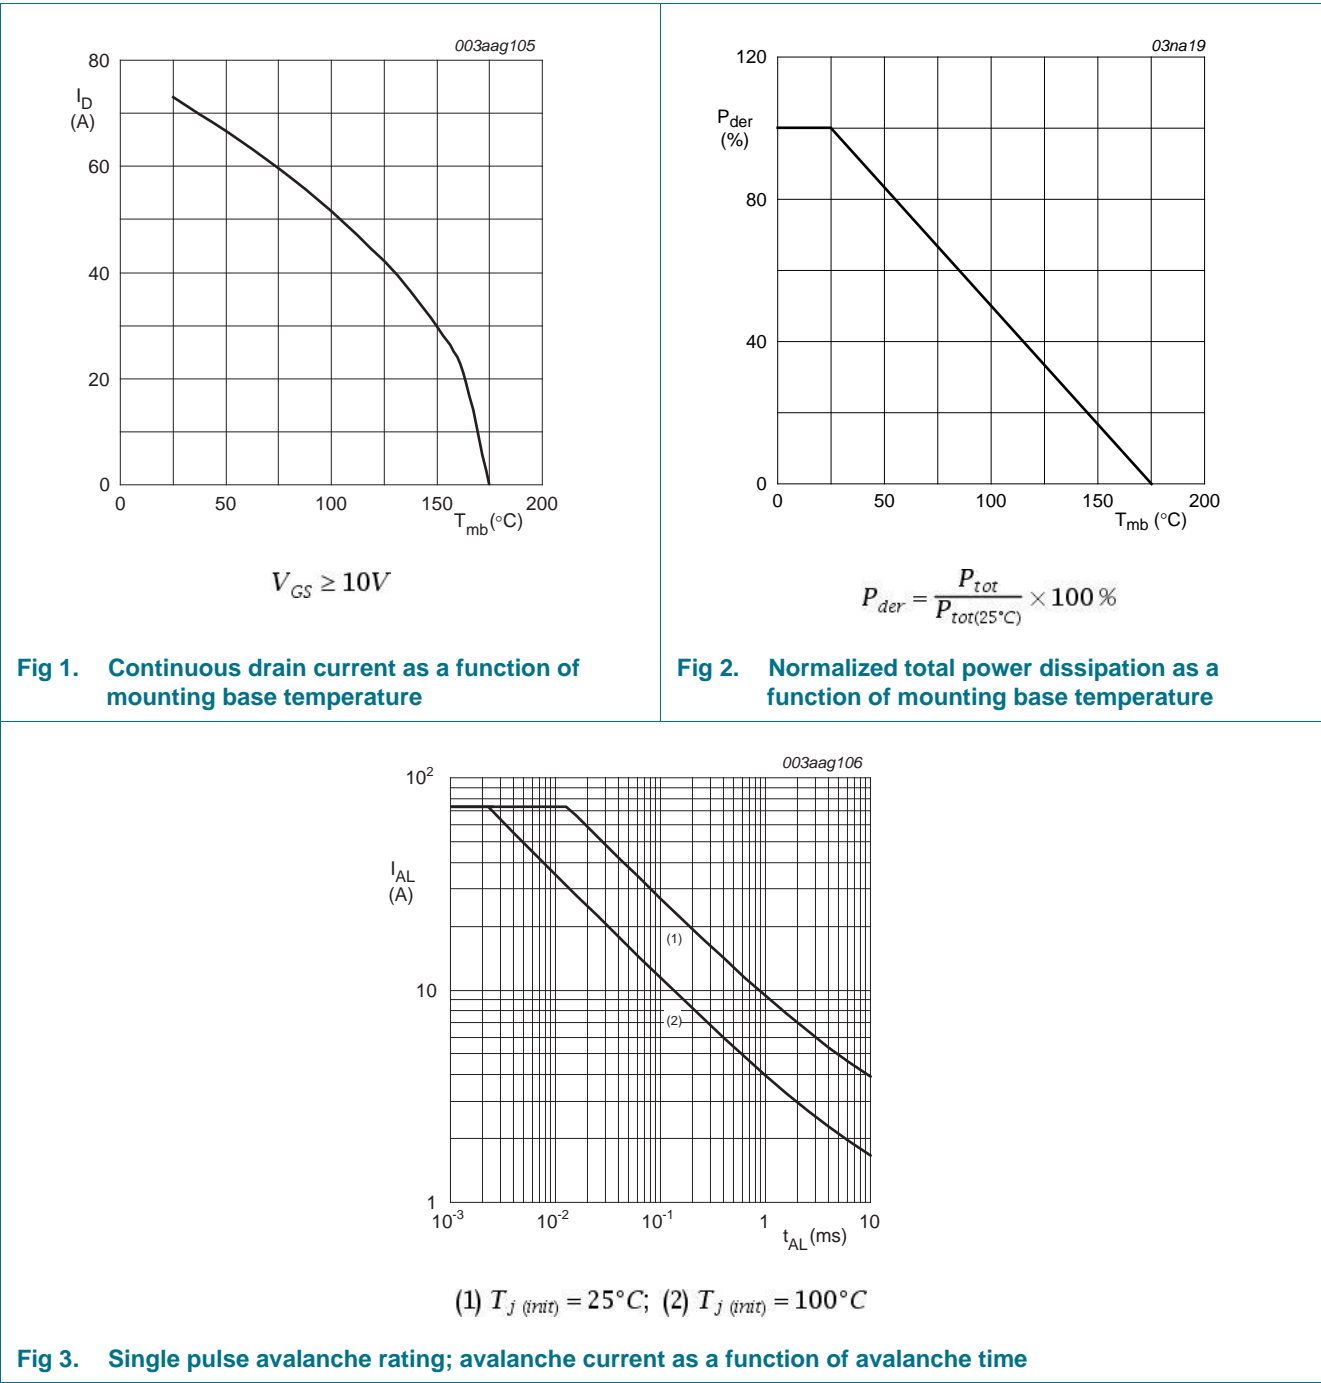 003aag105
80
60
40
20
0
I_D
(A)
0 50 100 150 200
T_mb (°C)
V_GS ≥ 10V
Fig 1. Continuous drain current as a function of
mounting base temperature
03na19
120
80
40
0
P_der
(%)
0 50 100 150 200
T_mb (°C)
P_der = P_tot / P_tot(25°C) × 100 %
Fig 2. Normalized total power dissipation as a
function of mounting base temperature
003aag106
10²
10
1
I_AL
(A)
(1)
(2)
10⁻³ 10⁻² 10⁻¹ 1 10
t_AL (ms)
(1) T_j (init) = 25°C; (2) T_j (init) = 100°C
Fig 3. Single pulse avalanche rating; avalanche current as a function of avalanche time